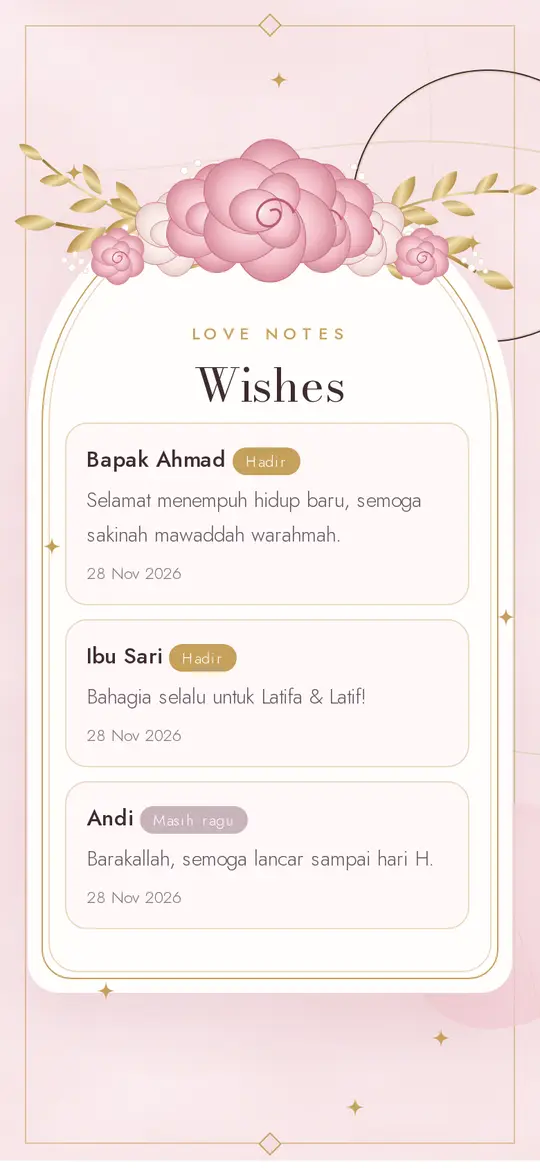 LOVE NOTES
Wishes
Bapak Ahmad Hadir
Selamat menempuh hidup baru, semoga
sakinah mawaddah warahmah.
28 Nov 2026
Ibu Sari Hadir
Bahagia selalu untuk Latifa & Latif!
28 Nov 2026
Andi Masih ragu
Barakallah, semoga lancar sampai hari H.
28 Nov 2026